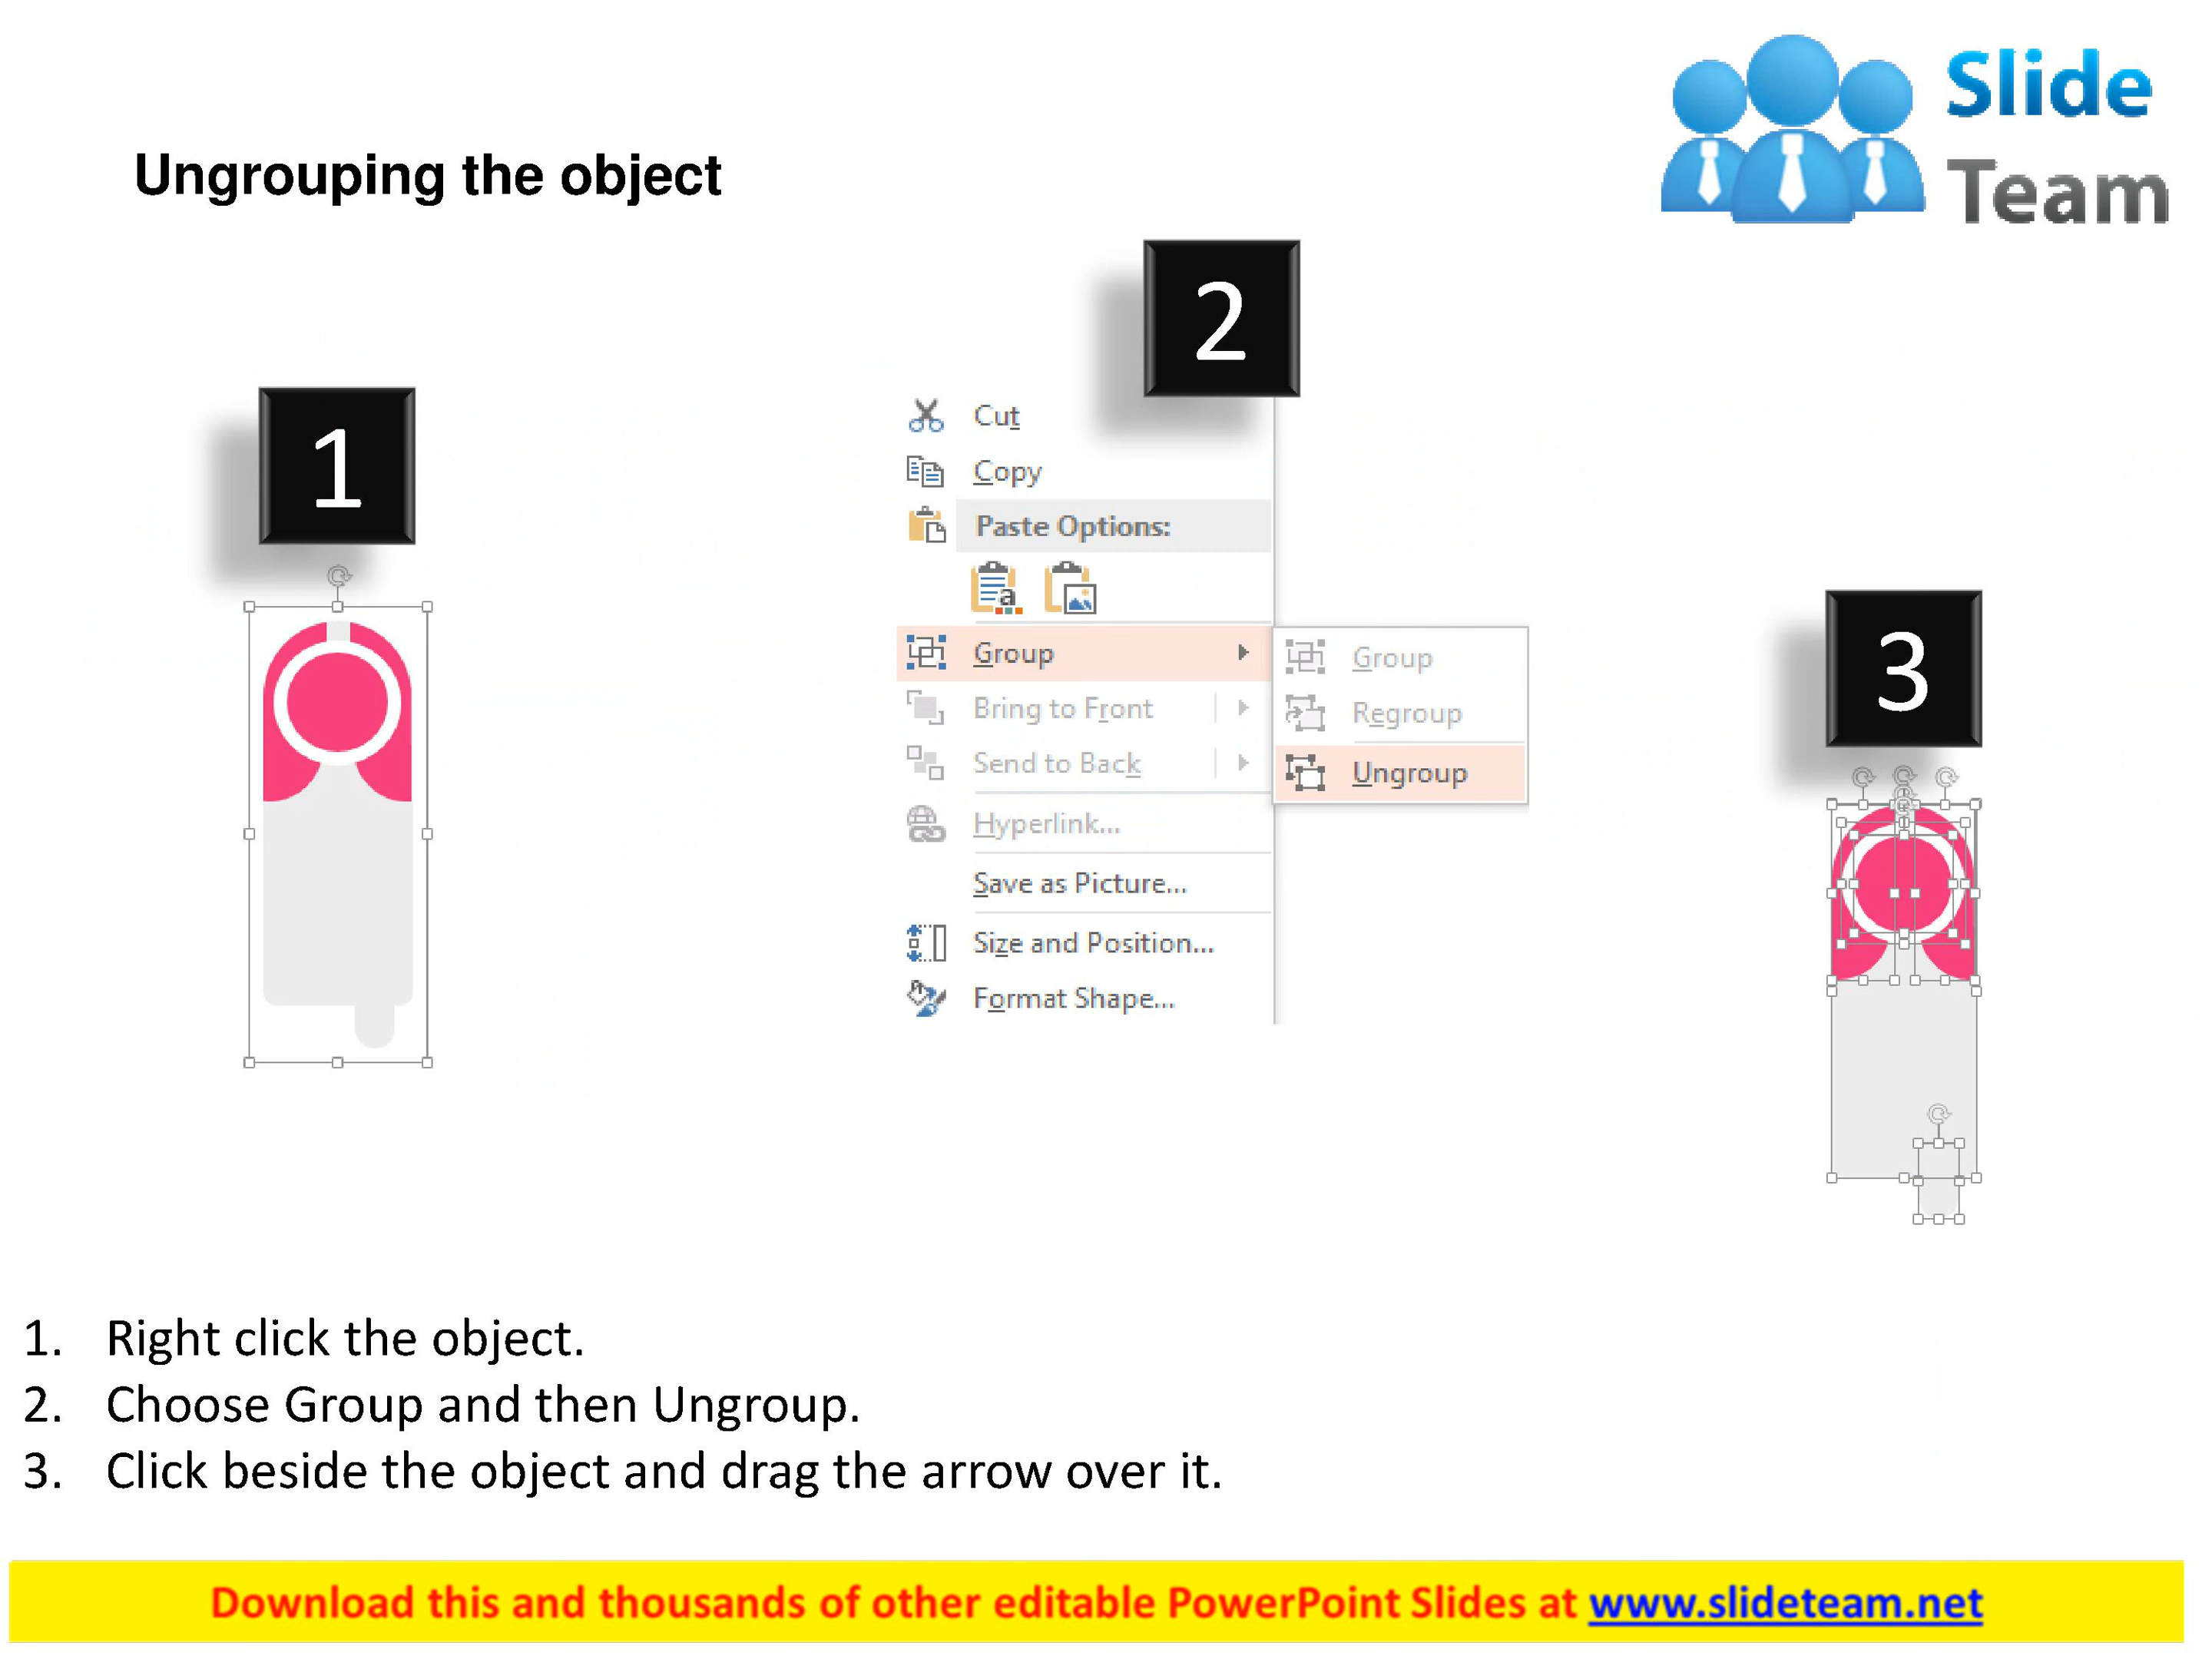 Slide
Team
Ungrouping the object
1
2
3
Cut
Copy
Paste Options:
a
Group
Bring to Front
Send to Back
Hyperlink...
Save as Picture...
Size and Position...
Format Shape...
Group
Regroup
Ungroup
1. Right click the object.
2. Choose Group and then Ungroup.
3. Click beside the object and drag the arrow over it.
Download this and thousands of other editable PowerPoint Slides at www.slideteam.net